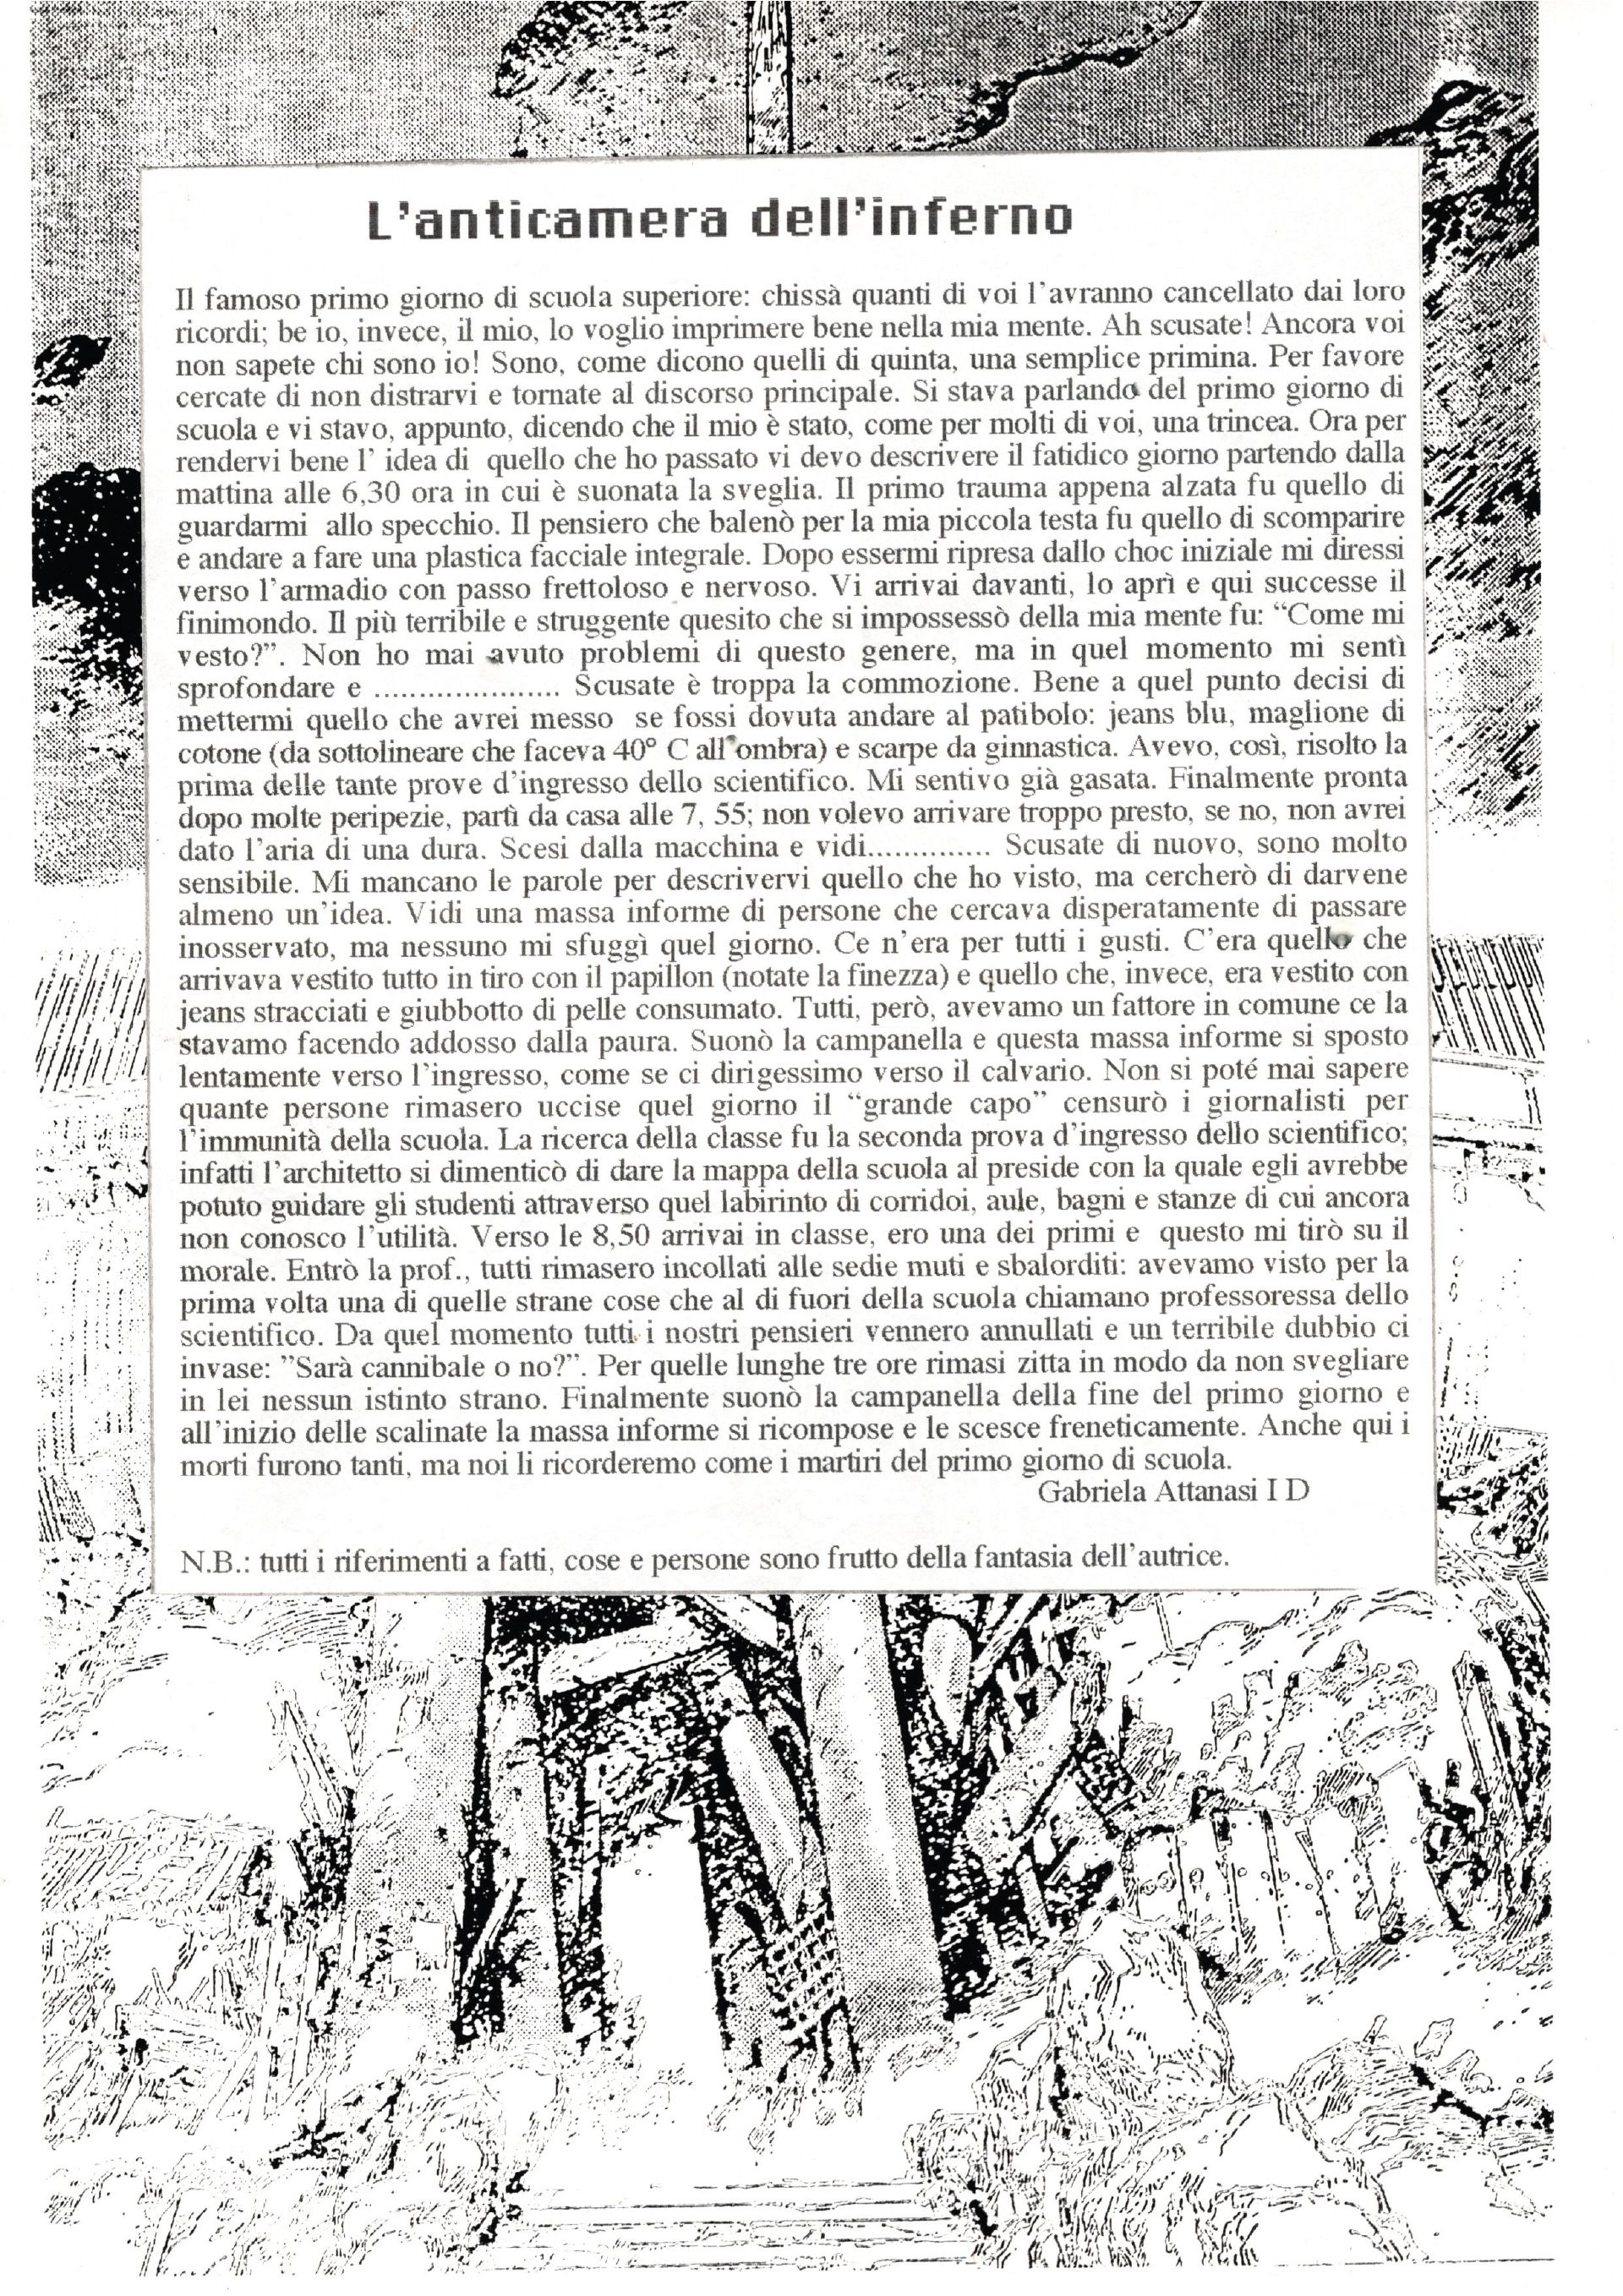 L'anticamera dell'inferno
Il famoso primo giorno di scuola superiore: chissà quanti di voi l'avranno cancellato dai loro
ricordi; be io, invece, il mio, lo voglio imprimere bene nella mia mente. Ah scusate! Ancora voi
non sapete chi sono io! Sono, come dicono quelli di quinta, una semplice primina. Per favore
cercate di non distrarvi e tornate al discorso principale. Si stava parlando del primo giorno di
scuola e vi stavo, appunto, dicendo che il mio è stato, come per molti di voi, una trincea. Ora per
rendervi bene l' idea di quello che ho passato vi devo descrivere il fatidico giorno partendo dalla
mattina alle 6,30 ora in cui è suonata la sveglia. Il primo trauma appena alzata fu quello di
guardarmi allo specchio. Il pensiero che balenò per la mia piccola testa fu quello di scomparire
e andare a fare una plastica facciale integrale. Dopo essermi ripresa dallo choc iniziale mi diressi
verso l'armadio con passo frettoloso e nervoso. Vi arrivai davanti, lo aprì e qui successe il
finimondo. Il più terribile e struggente quesito che si impossessò della mia mente fu: “Come mi
vesto?”. Non ho mai avuto problemi di questo genere, ma in quel momento mi sentì
sprofondare e ..................... Scusate è troppa la commozione. Bene a quel punto decisi di
mettermi quello che avrei messo se fossi dovuta andare al patibolo: jeans blu, maglione di
cotone (da sottolineare che faceva 40° C all'ombra) e scarpe da ginnastica. Avevo, così, risolto la
prima delle tante prove d'ingresso dello scientifico. Mi sentivo già gasata. Finalmente pronta
dopo molte peripezie, partì da casa alle 7, 55; non volevo arrivare troppo presto, se no, non avrei
dato l'aria di una dura. Scesi dalla macchina e vidi.............. Scusate di nuovo, sono molto
sensibile. Mi mancano le parole per descrivervi quello che ho visto, ma cercherò di darvene
almeno un'idea. Vidi una massa informe di persone che cercava disperatamente di passare
inosservato, ma nessuno mi sfuggì quel giorno. Ce n'era per tutti i gusti. C'era quello che
arrivava vestito tutto in tiro con il papillon (notate la finezza) e quello che, invece, era vestito con
jeans stracciati e giubbotto di pelle consumato. Tutti, però, avevamo un fattore in comune ce la
stavamo facendo addosso dalla paura. Suonò la campanella e questa massa informe si sposto
lentamente verso l'ingresso, come se ci dirigessimo verso il calvario. Non si poté mai sapere
quante persone rimasero uccise quel giorno il “grande capo” censurò i giornalisti per
l'immunità della scuola. La ricerca della classe fu la seconda prova d'ingresso dello scientifico;
infatti l'architetto si dimenticò di dare la mappa della scuola al preside con la quale egli avrebbe
potuto guidare gli studenti attraverso quel labirinto di corridoi, aule, bagni e stanze di cui ancora
non conosco l'utilità. Verso le 8,50 arrivai in classe, ero una dei primi e questo mi tirò su il
morale. Entrò la prof., tutti rimasero incollati alle sedie muti e sbalorditi: avevamo visto per la
prima volta una di quelle strane cose che al di fuori della scuola chiamano professoressa dello
scientifico. Da quel momento tutti i nostri pensieri vennero annullati e un terribile dubbio ci
invase: ”Sarà cannibale o no?”. Per quelle lunghe tre ore rimasi zitta in modo da non svegliare
in lei nessun istinto strano. Finalmente suonò la campanella della fine del primo giorno e
all'inizio delle scalinate la massa informe si ricompose e le scesce freneticamente. Anche qui i
morti furono tanti, ma noi li ricorderemo come i martiri del primo giorno di scuola.
Gabriela Attanasi I D
N.B.: tutti i riferimenti a fatti, cose e persone sono frutto della fantasia dell'autrice.